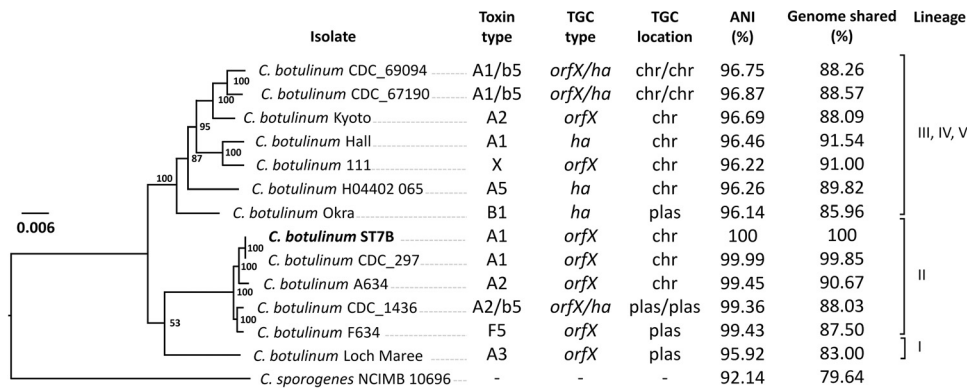 Isolate Toxin type TGC type TGC location ANI (%) Genome shared (%) Lineage
C. botulinum CDC_69094 A1/b5 orfX/ha chr/chr 96.75 88.26
C. botulinum CDC_67190 A1/b5 orfX/ha chr/chr 96.87 88.57
C. botulinum Kyoto A2 orfX chr 96.69 88.09
C. botulinum Hall A1 ha chr 96.46 91.54
C. botulinum 111 X orfX chr 96.22 91.00
C. botulinum H04402 065 A5 ha chr 96.26 89.82
C. botulinum Okra B1 ha plas 96.14 85.96
III, IV, V
C. botulinum ST7B A1 orfX chr 100 100
C. botulinum CDC_297 A1 orfX chr 99.99 99.85
C. botulinum A634 A2 orfX chr 99.45 90.67
C. botulinum CDC_1436 A2/b5 orfX/ha plas/plas 99.36 88.03
C. botulinum F634 F5 orfX plas 99.43 87.50
II
C. botulinum Loch Maree A3 orfX plas 95.92 83.00
I
C. sporogenes NCIMB 10696 - - - 92.14 79.64
0.006
100
100
95
100
87
100
100
100
100
100
53